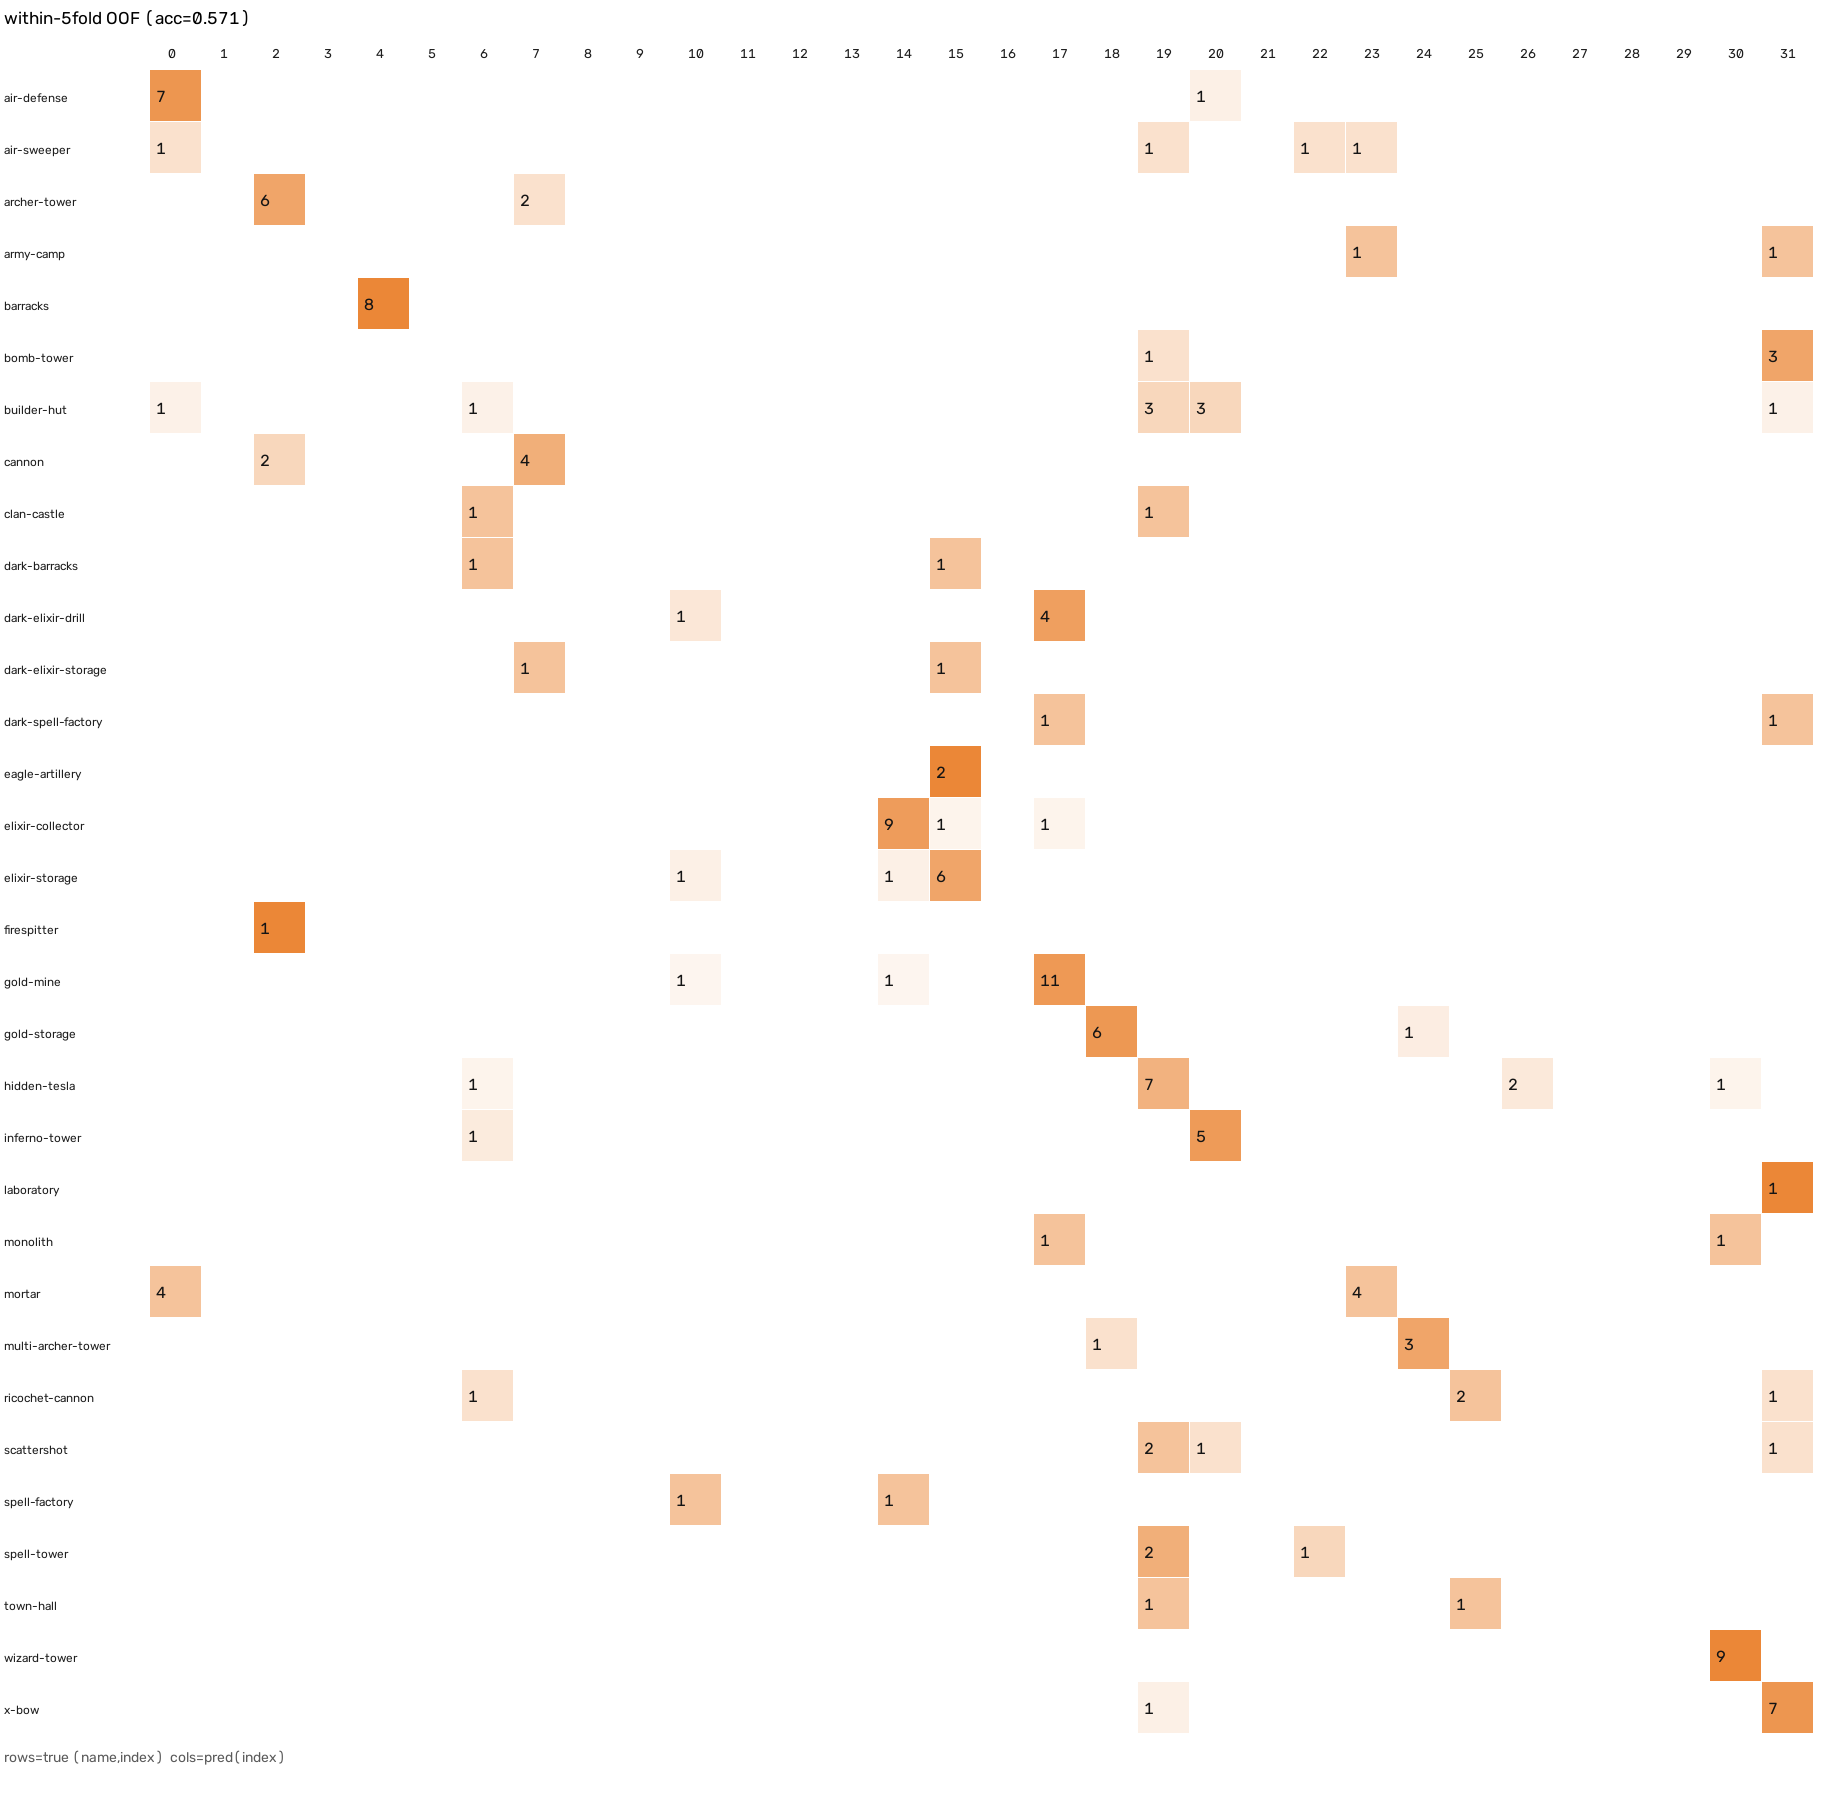 within-5fold OOF (acc=0.571)
0 1 2 3 4 5 6 7 8 9 10 11 12 13 14 15 16 17 18 19 20 21 22 23 24 25 26 27 28 29 30 31
air-defense 7 1
air-sweeper 1 1 1 1
archer-tower 6 2
army-camp 1 1
barracks 8
bomb-tower 1 3
builder-hut 1 1 3 3 1
cannon 2 4
clan-castle 1 1
dark-barracks 1 1
dark-elixir-drill 1 4
dark-elixir-storage 1 1
dark-spell-factory 1 1
eagle-artillery 2
elixir-collector 9 1 1
elixir-storage 1 1 6
firespitter 1
gold-mine 1 1 11
gold-storage 6 1
hidden-tesla 1 7 2 1
inferno-tower 1 5
laboratory 1
monolith 1 1
mortar 4 4
multi-archer-tower 1 3
ricochet-cannon 1 2 1
scattershot 2 1 1
spell-factory 1 1
spell-tower 2 1
town-hall 1 1
wizard-tower 9
x-bow 1 7
rows=true (name,index) cols=pred(index)